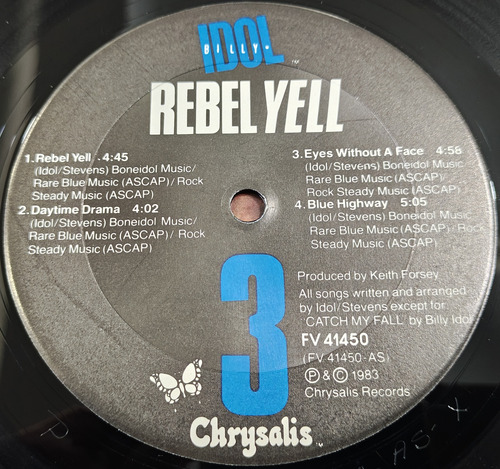 BILLY•
IDOL
™
REBEL YELL
1. Rebel Yell • 4:45
(Idol/Stevens) Boneidol Music/
Rare Blue Music (ASCAP)/Rock
Steady Music (ASCAP)
2. Daytime Drama 4:02
(Idol/Stevens) Boneidol Music/
Rare Blue Music (ASCAP)/Rock
Steady Music (ASCAP)
3. Eyes Without A Face 4:58
(Idol/Stevens) Boneidol Music/
Rare Blue Music (ASCAP)/
Rock Steady Music (ASCAP)
4. Blue Highway 5:05
(Idol/Stevens) Boneidol Music/
Rare Blue Music (ASCAP)/Rock
Steady Music (ASCAP)
3
Produced by Keith Forsey
All songs written and arranged
by Idol/Stevens except for
'CATCH MY FALL' by Billy Idol
FV 41450
(FV 41450-AS)
Ⓟ & © 1983
Chrysalis Records
Chrysalis